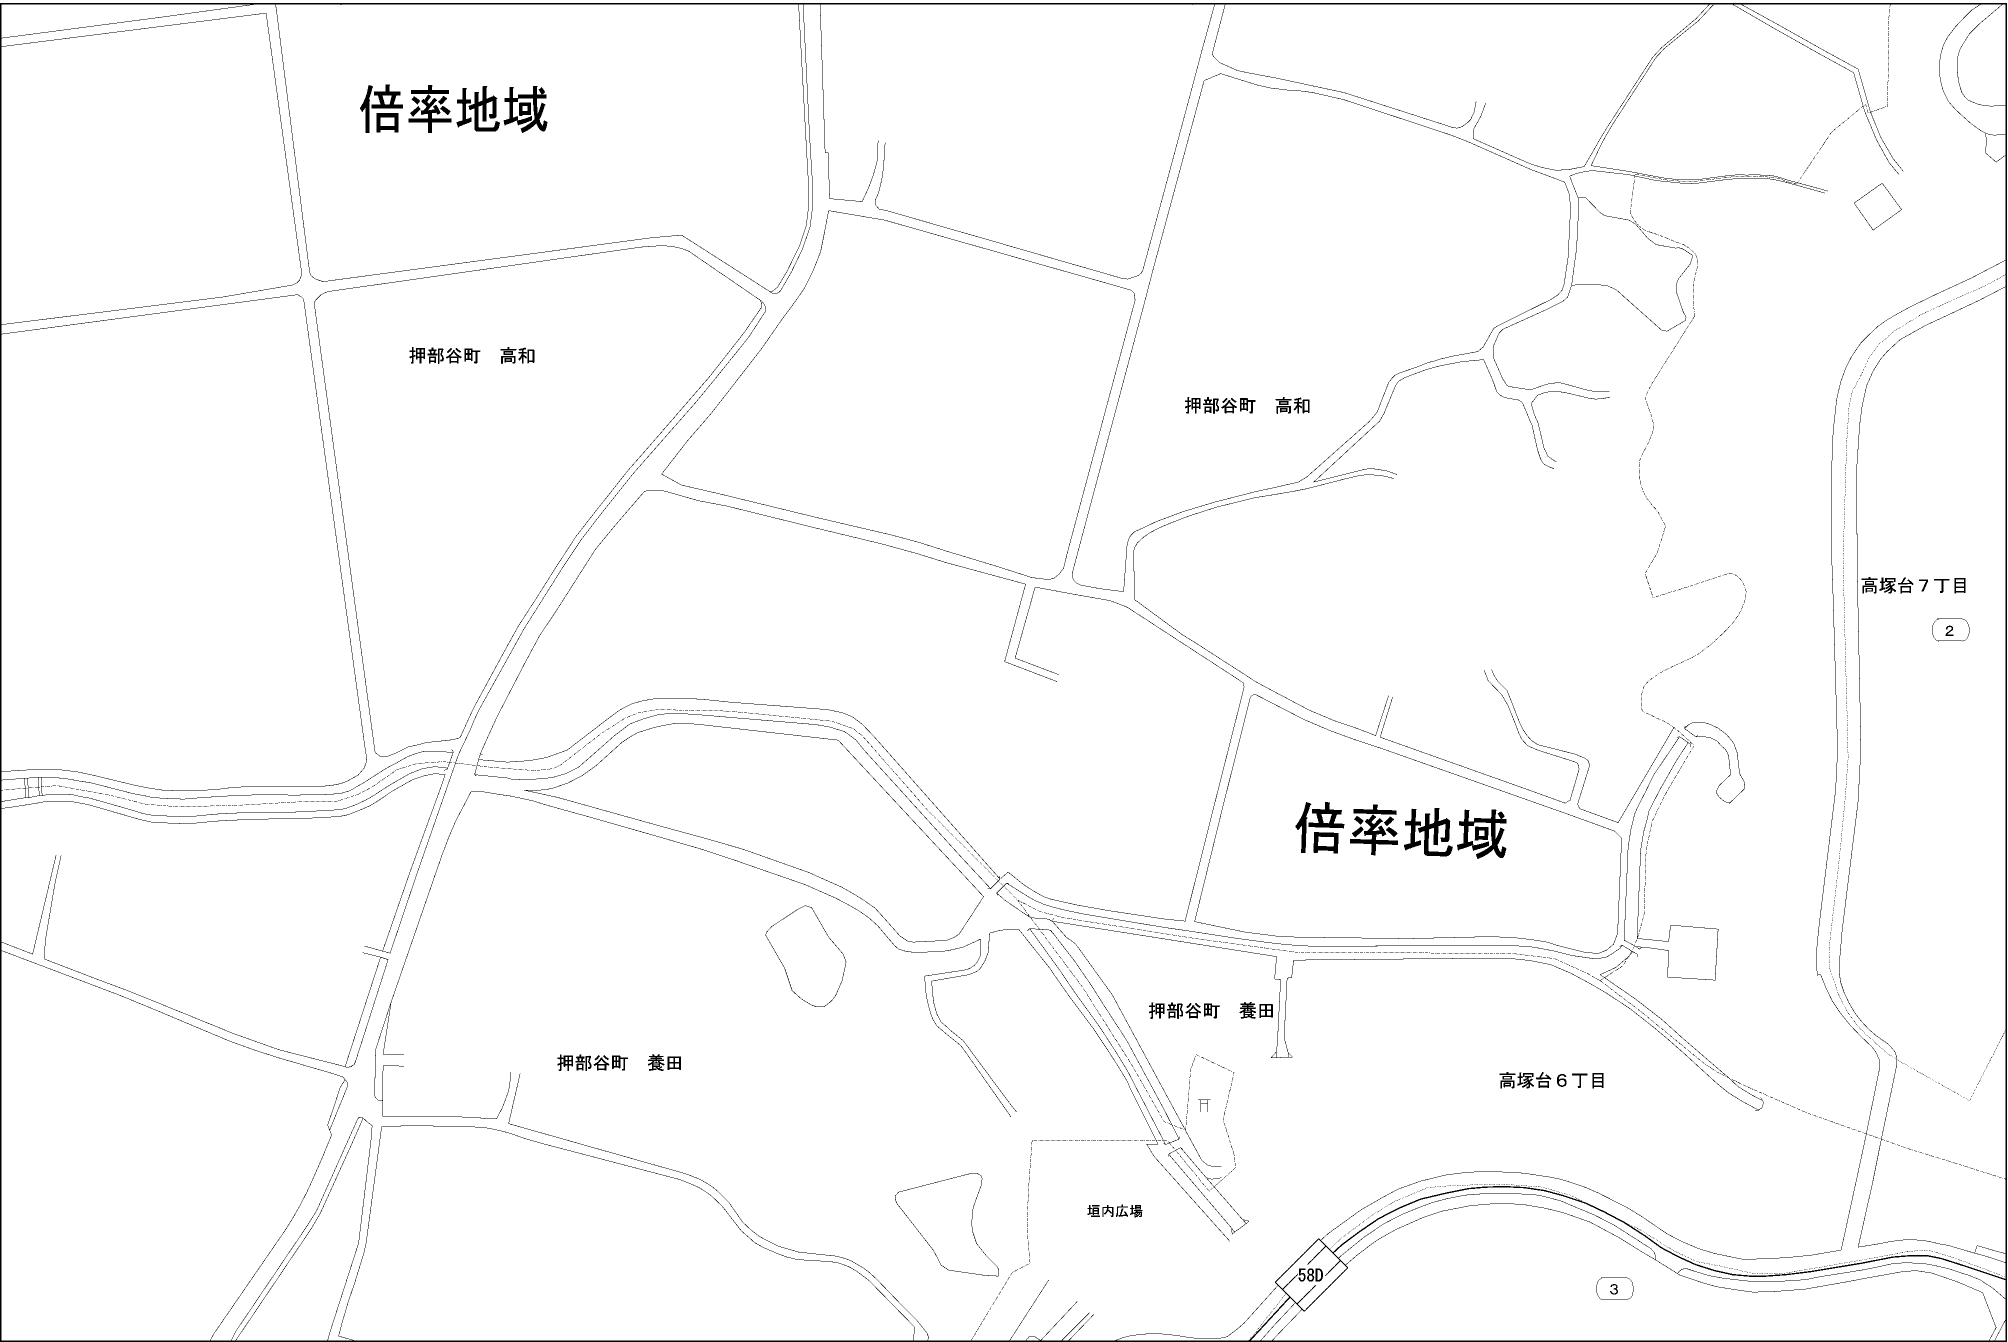 倍率地域
押部谷町　高和
押部谷町　高和
高塚台７丁目
2
倍率地域
押部谷町　養田
押部谷町　養田
高塚台６丁目
垣内広場
58D
3